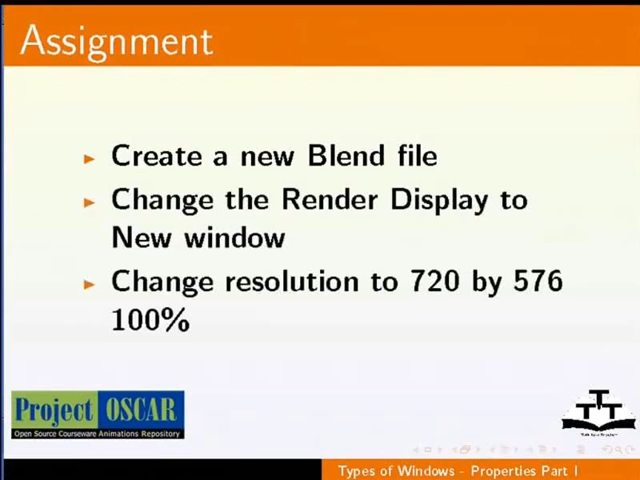 Assignment
Create a new Blend file
Change the Render Display to
New window
Change resolution to 720 by 576
100%
Project OSCAR
Open Source Courseware Animations Repository
TTT
Types of Windows - Properties Part I